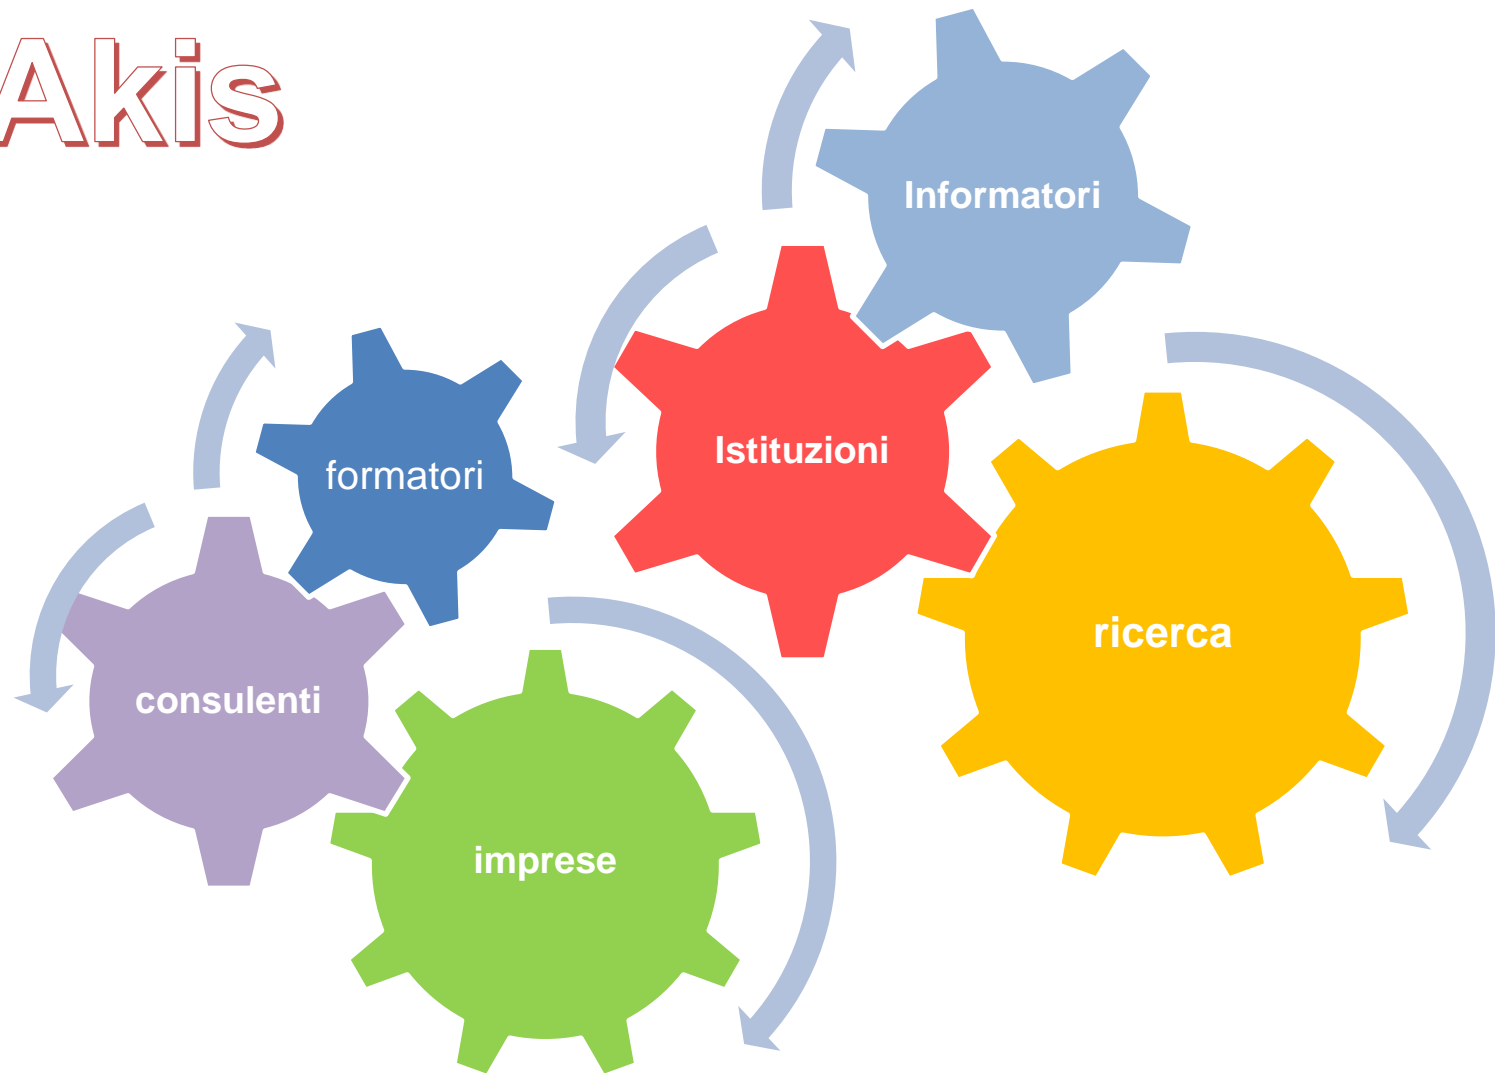 Akis
Informatori
Istituzioni
formatori
ricerca
consulenti
imprese